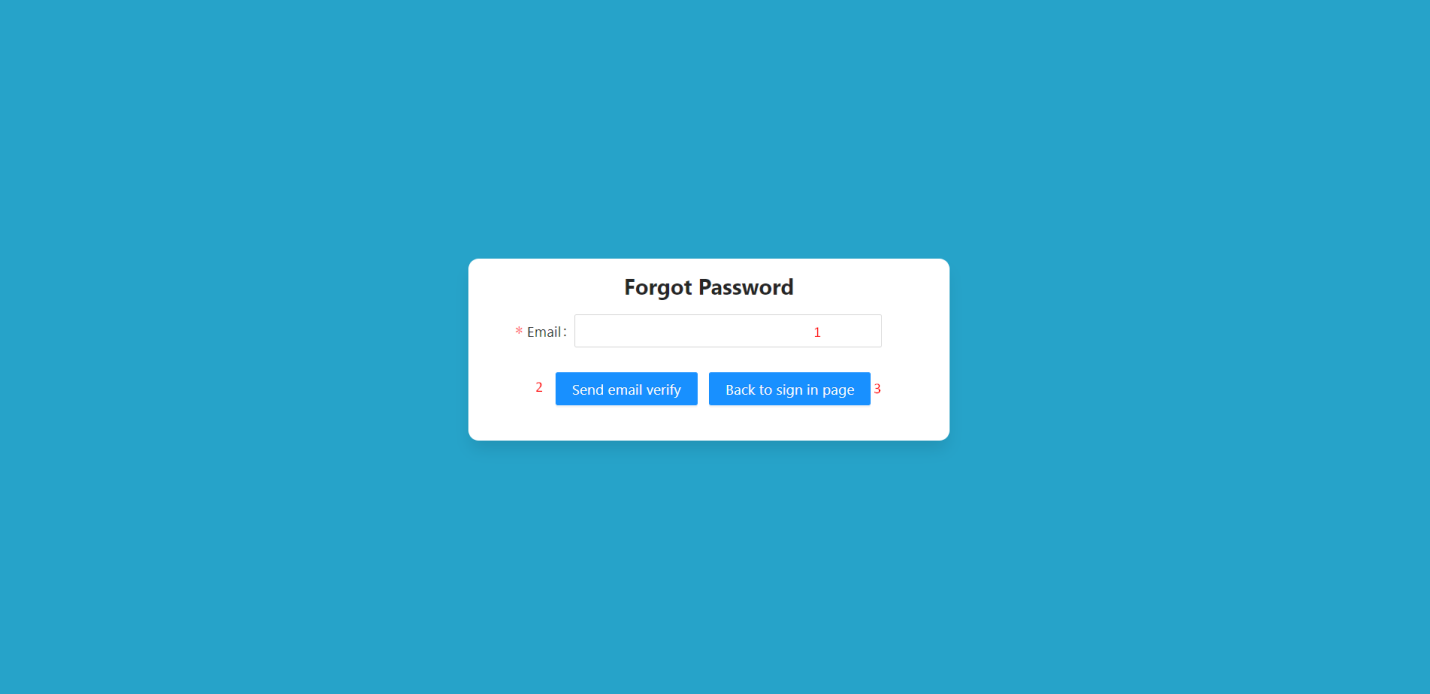 Forgot Password
* Email: 1
2 Send email verify Back to sign in page 3